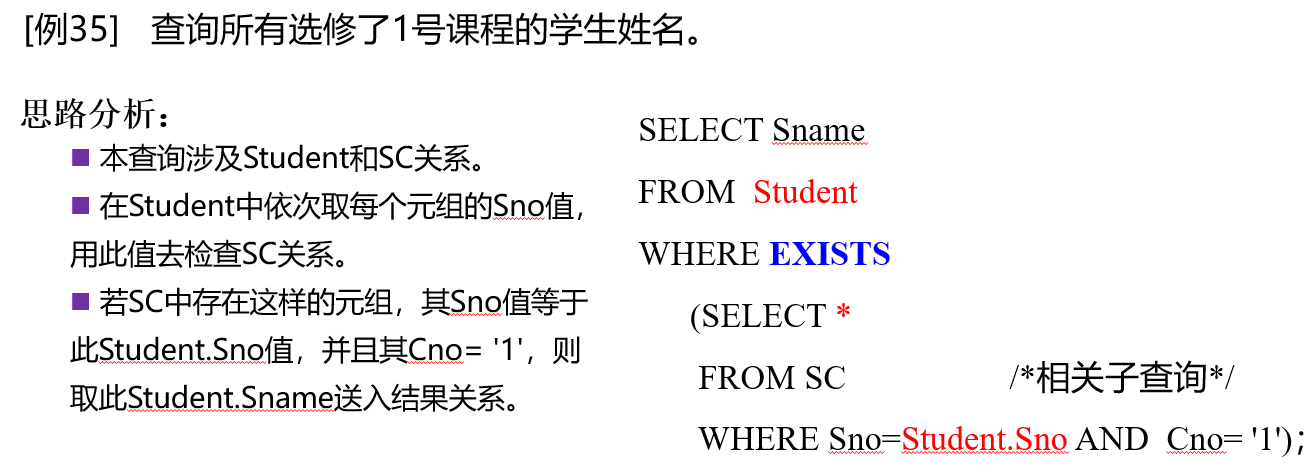 [例35] 查询所有选修了1号课程的学生姓名。
思路分析：
■ 本查询涉及Student和SC关系。
■ 在Student中依次取每个元组的Sno值，
用此值去检查SC关系。
■ 若SC中存在这样的元组，其Sno值等于
此Student.Sno值，并且其Cno= '1'，则
取此Student.Sname送入结果关系。
SELECT Sname
FROM Student
WHERE EXISTS
(SELECT *
FROM SC /*相关子查询*/
WHERE Sno=Student.Sno AND Cno= '1')；